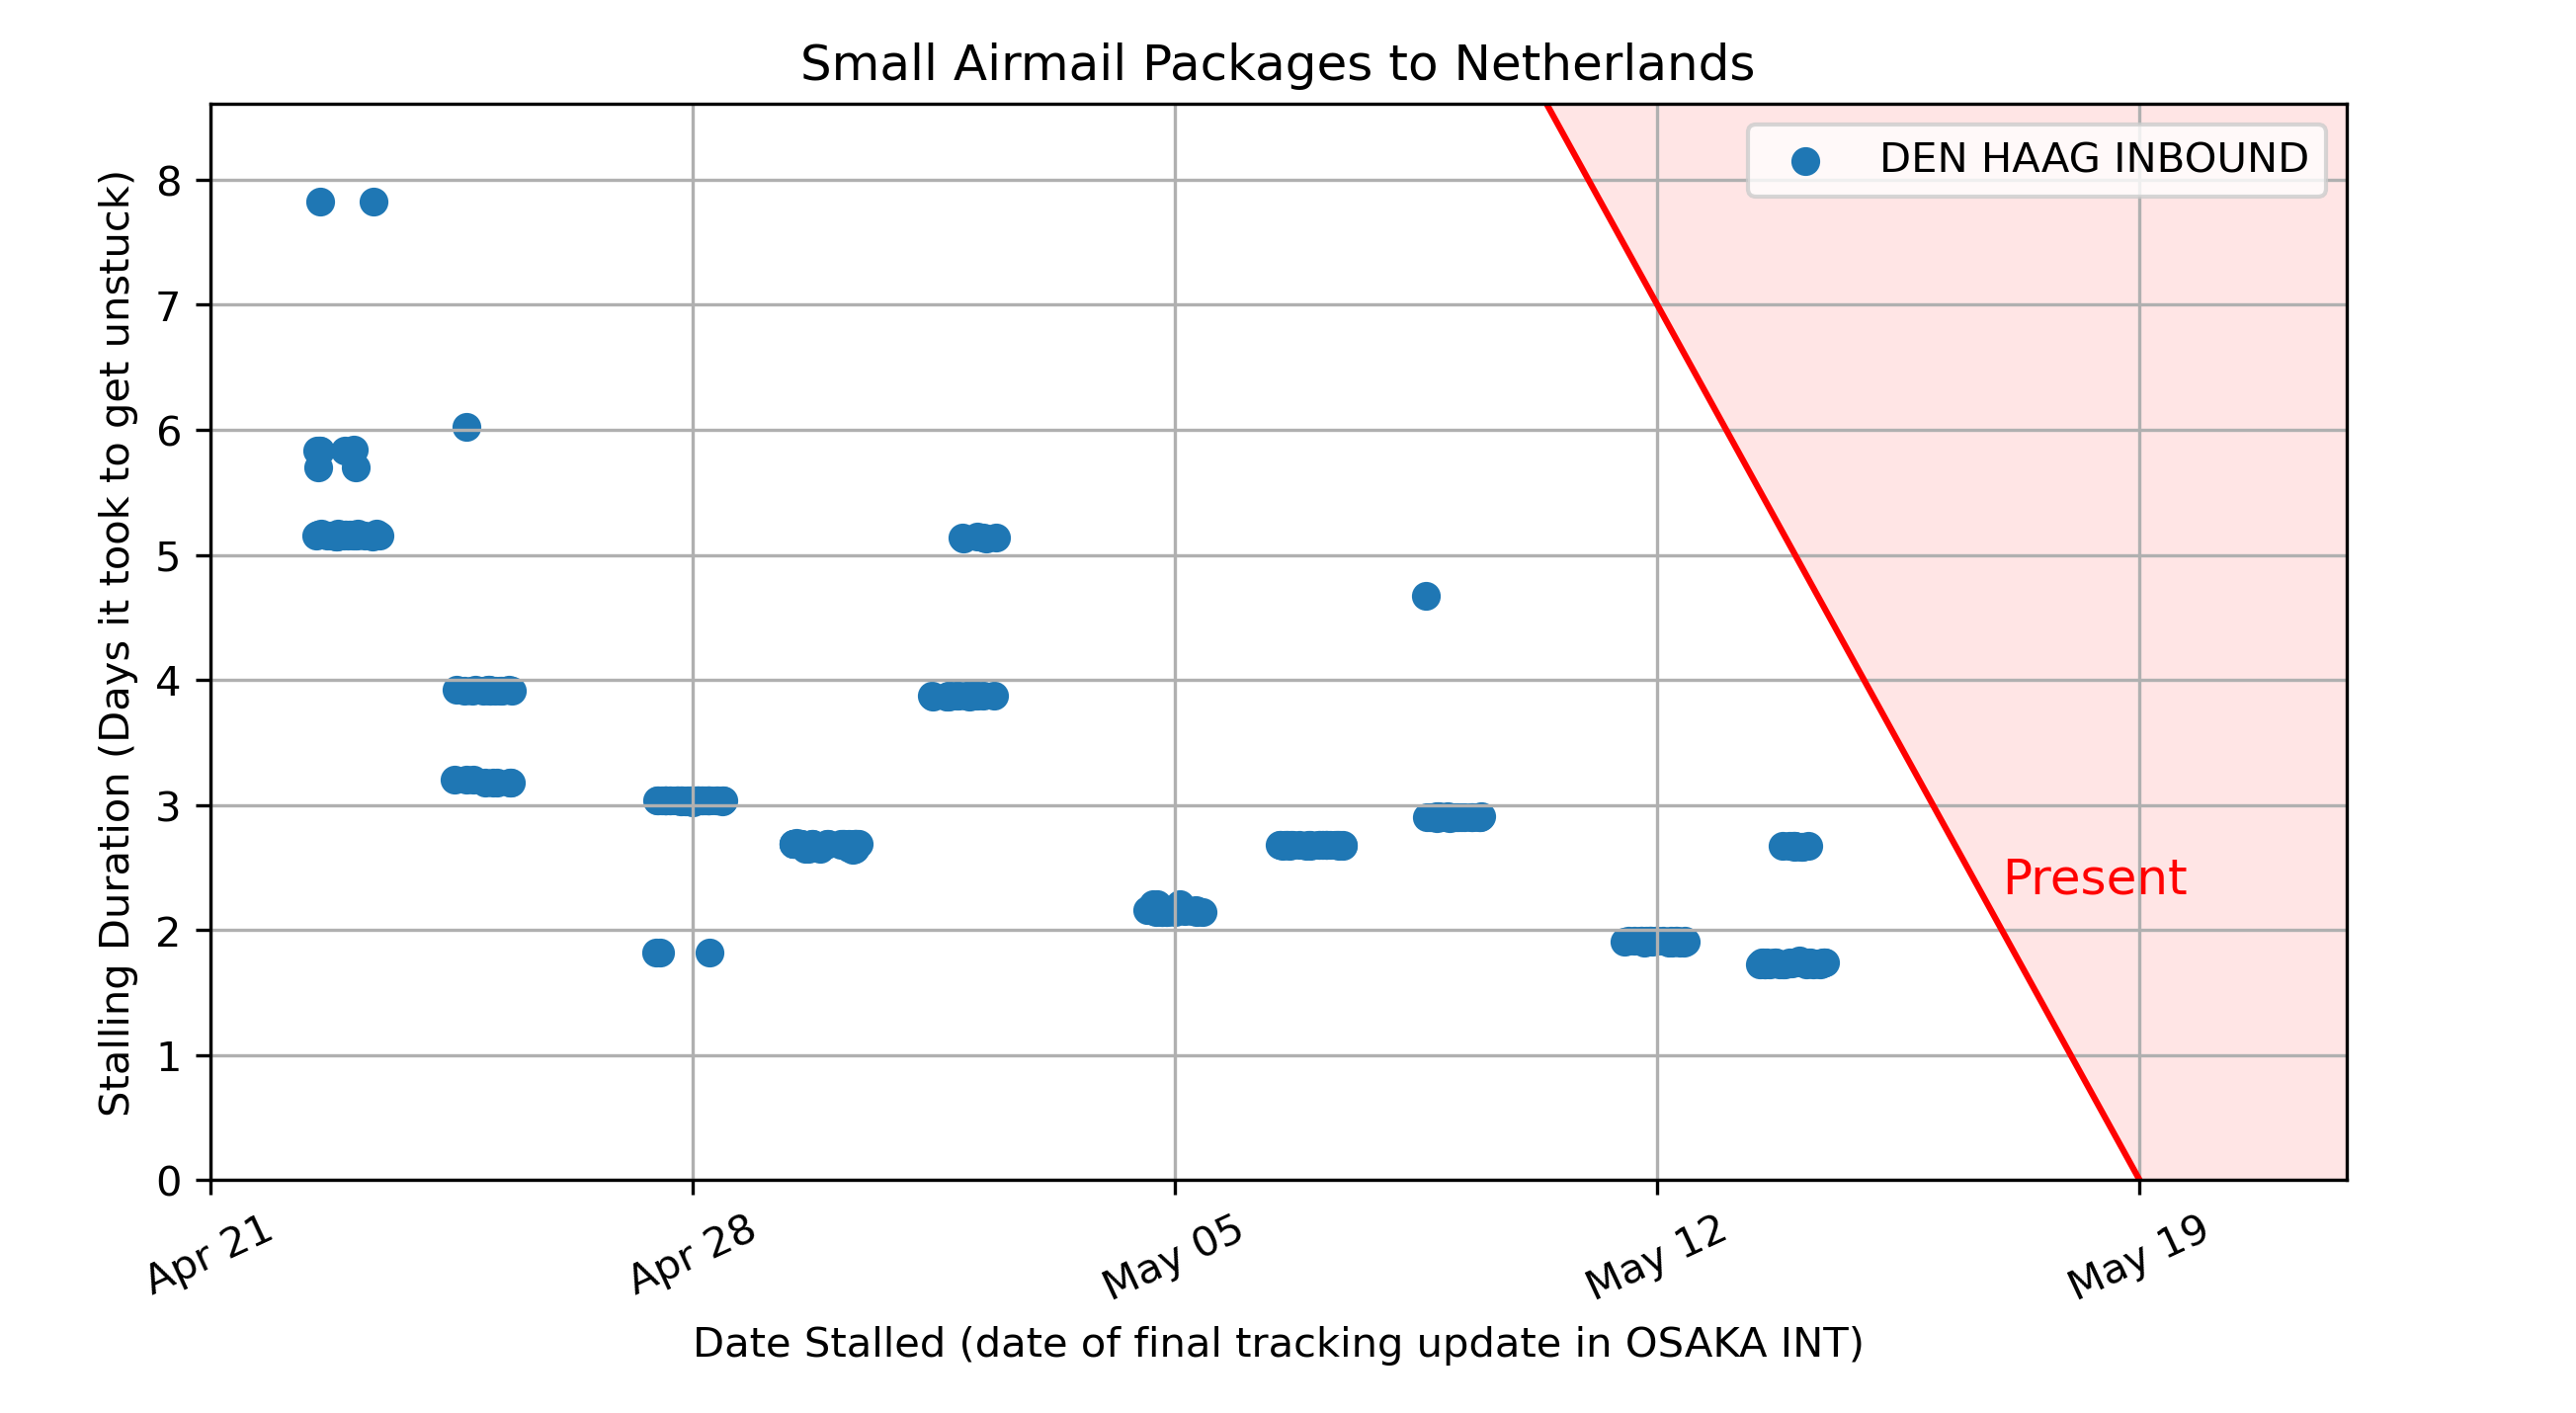 Small Airmail Packages to Netherlands
DEN HAAG INBOUND
Stalling Duration (Days it took to get unstuck)
8
7
6
5
4
3
2
1
0
Present
Apr 21
Apr 28
May 05
May 12
May 19
Date Stalled (date of final tracking update in OSAKA INT)